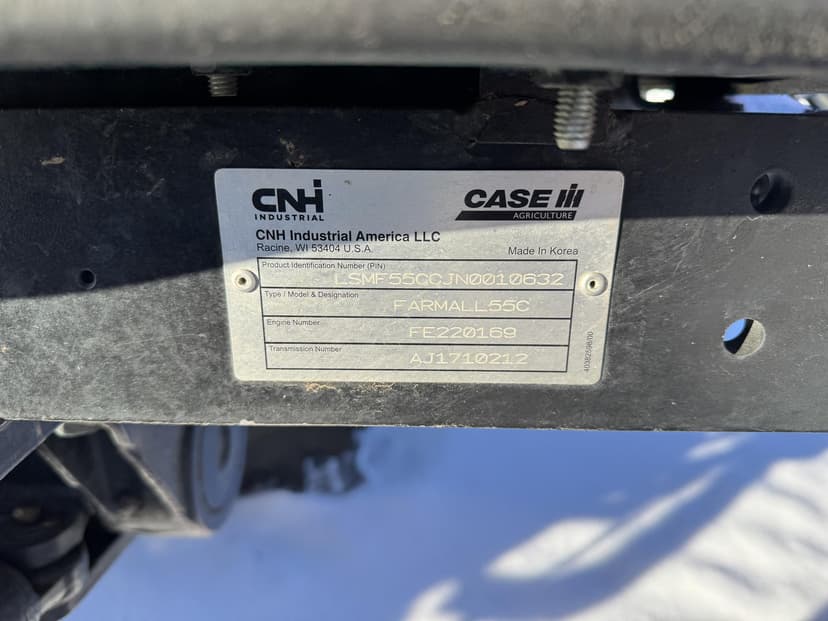 CNH
INDUSTRIAL
CASE IH
AGRICULTURE
CNH Industrial America LLC
Racine, WI 53404 U.S.A.
Made In Korea
Product Identification Number (PIN)
LSMF55CCJN0010632
Type / Model & Designation
FARMALL55C
Engine Number
FE220169
Transmission Number
AJ1710212